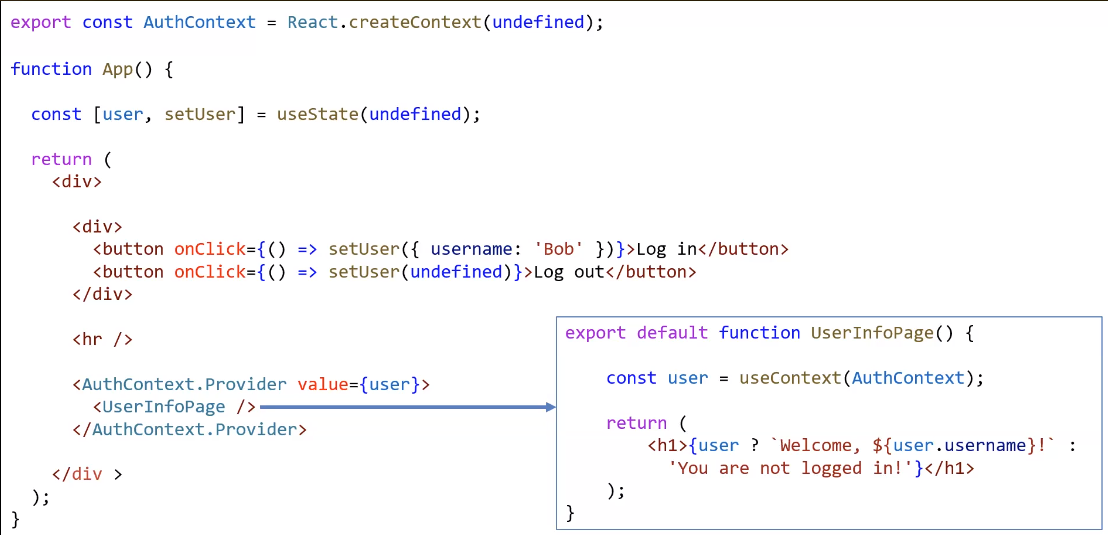 export const AuthContext = React.createContext(undefined);
function App() {
const [user, setUser] = useState(undefined);
return (
<div>
<div>
<button onClick={() => setUser({ username: 'Bob' })}>Log in</button>
<button onClick={() => setUser(undefined)}>Log out</button>
</div>
<hr />
<AuthContext.Provider value={user}>
<UserInfoPage />
</AuthContext.Provider>
</div >
);
}
export default function UserInfoPage() {
const user = useContext(AuthContext);
return (
<h1>{user ? `Welcome, ${user.username}!` :
'You are not logged in!'}</h1>
);
}